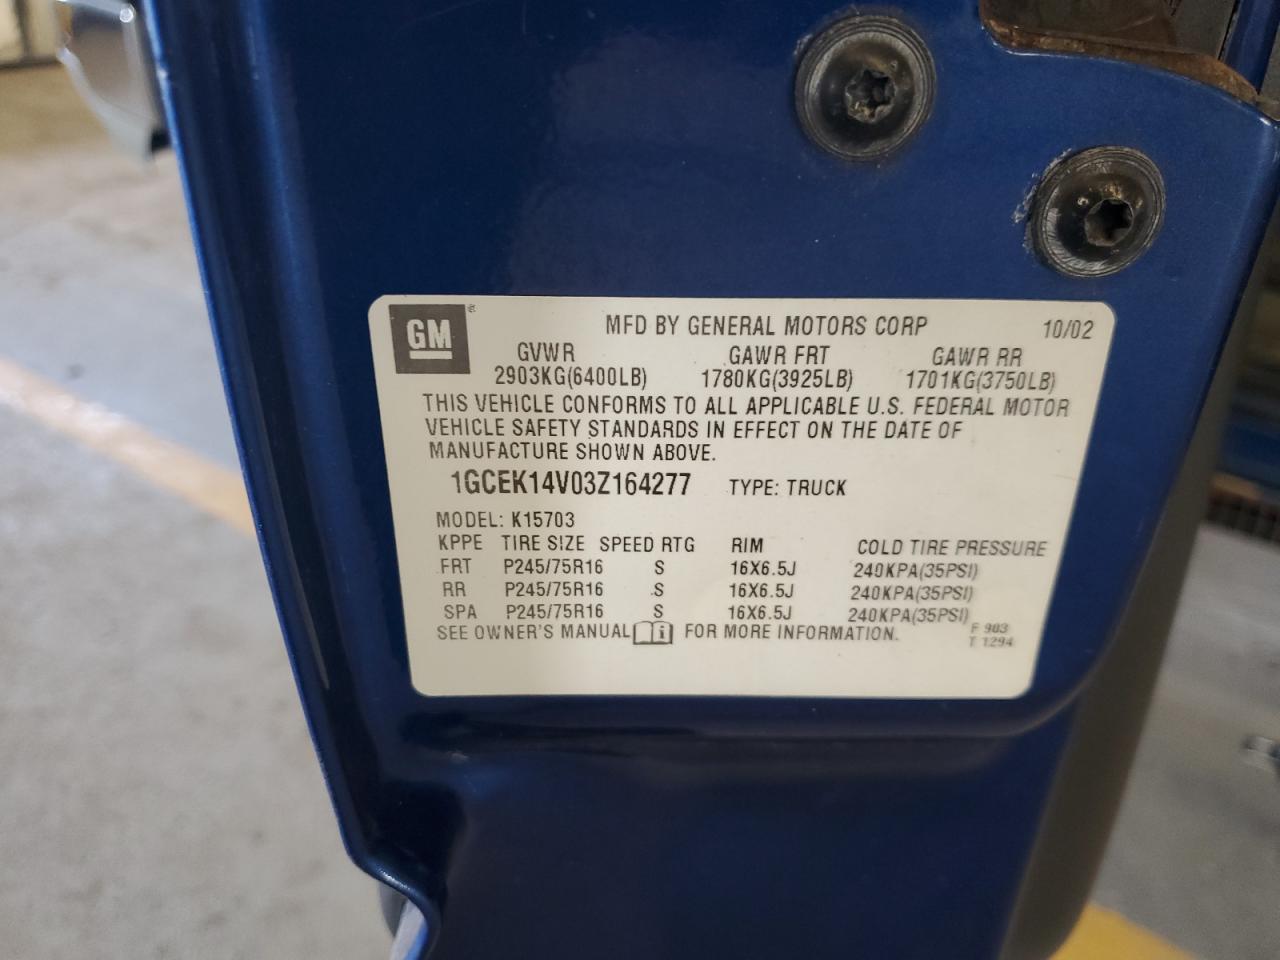 GM ® MFD BY GENERAL MOTORS CORP 10/02
GVWR GAWR FRT GAWR RR
2903KG(6400LB) 1780KG(3925LB) 1701KG(3750LB)
THIS VEHICLE CONFORMS TO ALL APPLICABLE U.S. FEDERAL MOTOR
VEHICLE SAFETY STANDARDS IN EFFECT ON THE DATE OF
MANUFACTURE SHOWN ABOVE.
1GCEK14V03Z164277 TYPE: TRUCK
MODEL: K15703
KPPE TIRE SIZE SPEED RTG RIM COLD TIRE PRESSURE
FRT P245/75R16 S 16X6.5J 240KPA(35PSI)
RR P245/75R16 S 16X6.5J 240KPA(35PSI)
SPA P245/75R16 S 16X6.5J 240KPA(35PSI)
SEE OWNER'S MANUAL i FOR MORE INFORMATION.
F 903
T 1294